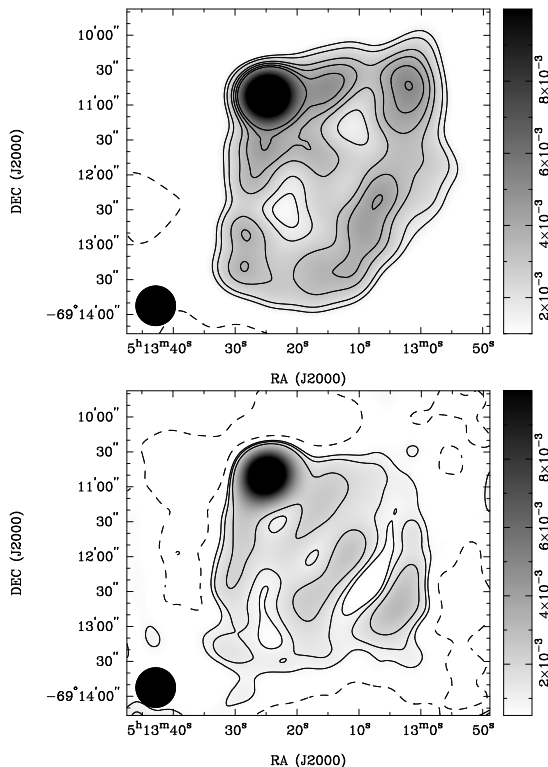 10′00″
30″
11′00″
30″
12′00″
30″
13′00″
30″
−69°14′00″
DEC (J2000)
5ʰ13ᵐ40ˢ 30ˢ 20ˢ 10ˢ 13ᵐ0ˢ 50ˢ
RA (J2000)
2×10⁻³ 4×10⁻³ 6×10⁻³ 8×10⁻³
10′00″
30″
11′00″
30″
12′00″
30″
13′00″
30″
−69°14′00″
DEC (J2000)
5ʰ13ᵐ40ˢ 30ˢ 20ˢ 10ˢ 13ᵐ0ˢ 50ˢ
RA (J2000)
2×10⁻³ 4×10⁻³ 6×10⁻³ 8×10⁻³